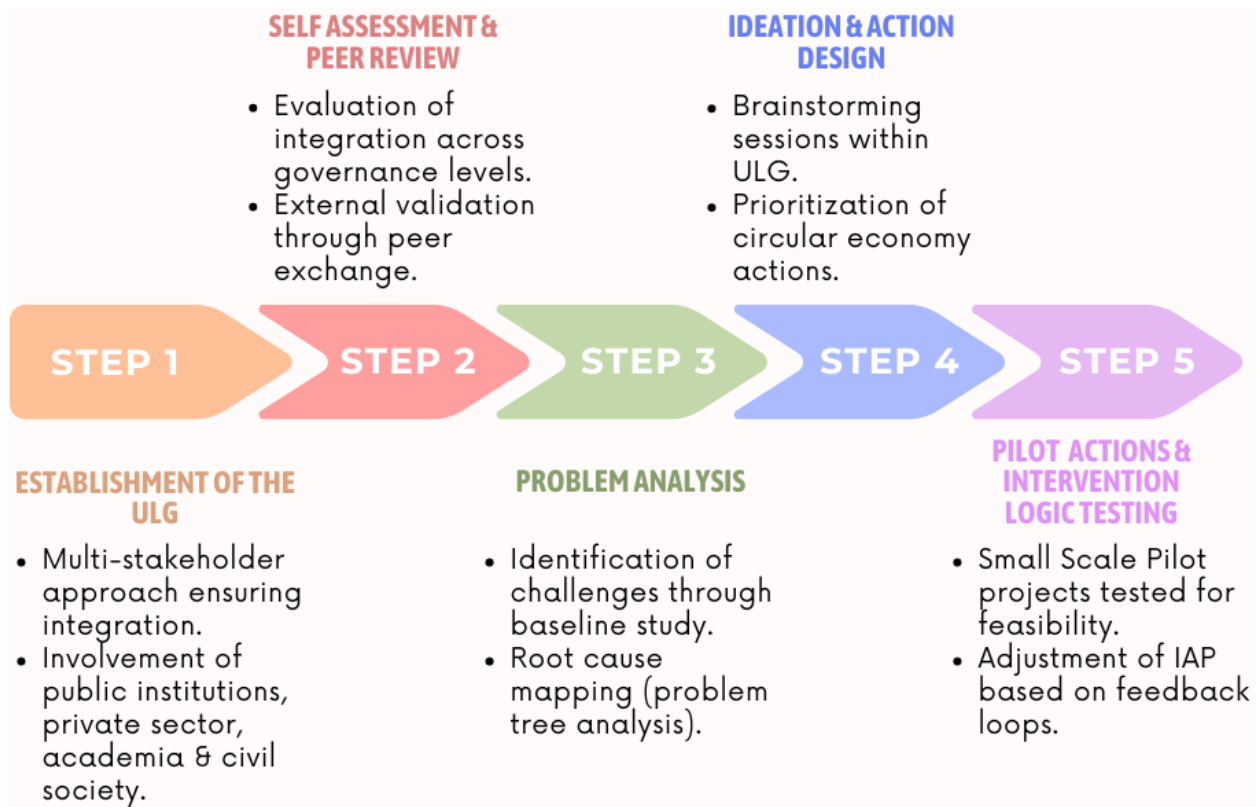 SELF ASSESSMENT &
PEER REVIEW
• Evaluation of
integration across
governance levels.
• External validation
through peer
exchange.
IDEATION & ACTION
DESIGN
• Brainstorming
sessions within
ULG.
• Prioritization of
circular economy
actions.
STEP 1
STEP 2
STEP 3
STEP 4
STEP 5
ESTABLISHMENT OF THE
ULG
• Multi-stakeholder
approach ensuring
integration.
• Involvement of
public institutions,
private sector,
academia & civil
society.
PROBLEM ANALYSIS
• Identification of
challenges through
baseline study.
• Root cause
mapping (problem
tree analysis).
PILOT ACTIONS &
INTERVENTION
LOGIC TESTING
• Small Scale Pilot
projects tested for
feasibility.
• Adjustment of IAP
based on feedback
loops.